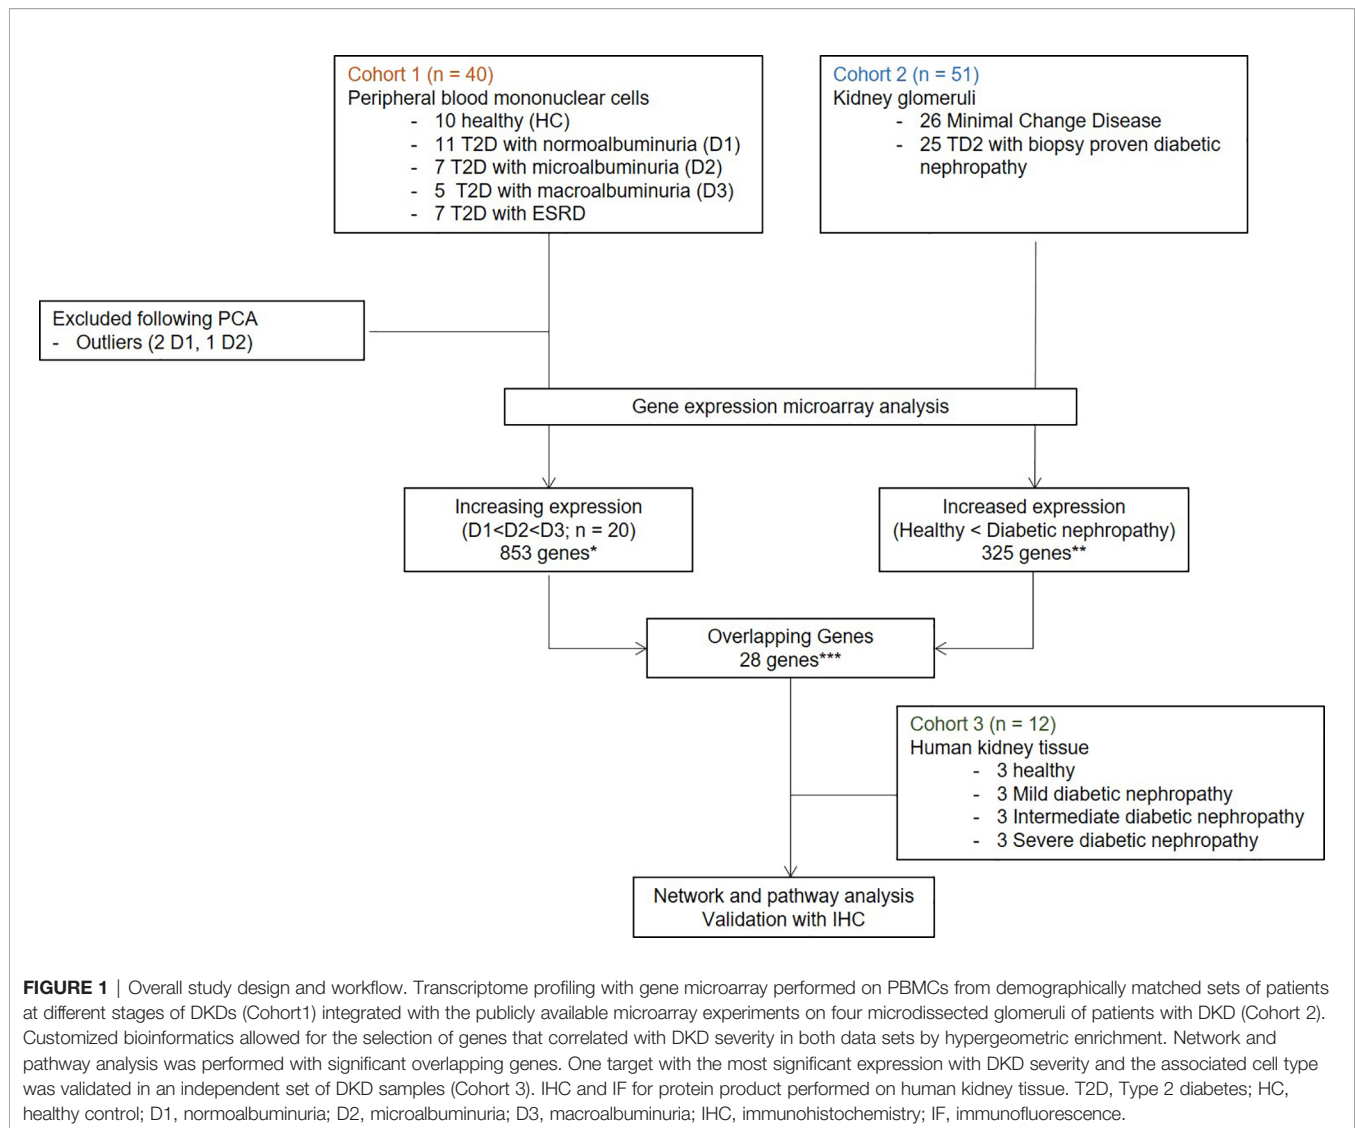 Cohort 1 (n = 40)
Peripheral blood mononuclear cells
- 10 healthy (HC)
- 11 T2D with normoalbuminuria (D1)
- 7 T2D with microalbuminuria (D2)
- 5 T2D with macroalbuminuria (D3)
- 7 T2D with ESRD
Cohort 2 (n = 51)
Kidney glomeruli
- 26 Minimal Change Disease
- 25 TD2 with biopsy proven diabetic
nephropathy
Excluded following PCA
- Outliers (2 D1, 1 D2)
Gene expression microarray analysis
Increasing expression
(D1<D2<D3; n = 20)
853 genes*
Increased expression
(Healthy < Diabetic nephropathy)
325 genes**
Overlapping Genes
28 genes***
Cohort 3 (n = 12)
Human kidney tissue
- 3 healthy
- 3 Mild diabetic nephropathy
- 3 Intermediate diabetic nephropathy
- 3 Severe diabetic nephropathy
Network and pathway analysis
Validation with IHC
FIGURE 1 | Overall study design and workflow. Transcriptome profiling with gene microarray performed on PBMCs from demographically matched sets of patients
at different stages of DKDs (Cohort1) integrated with the publicly available microarray experiments on four microdissected glomeruli of patients with DKD (Cohort 2).
Customized bioinformatics allowed for the selection of genes that correlated with DKD severity in both data sets by hypergeometric enrichment. Network and
pathway analysis was performed with significant overlapping genes. One target with the most significant expression with DKD severity and the associated cell type
was validated in an independent set of DKD samples (Cohort 3). IHC and IF for protein product performed on human kidney tissue. T2D, Type 2 diabetes; HC,
healthy control; D1, normoalbuminuria; D2, microalbuminuria; D3, macroalbuminuria; IHC, immunohistochemistry; IF, immunofluorescence.